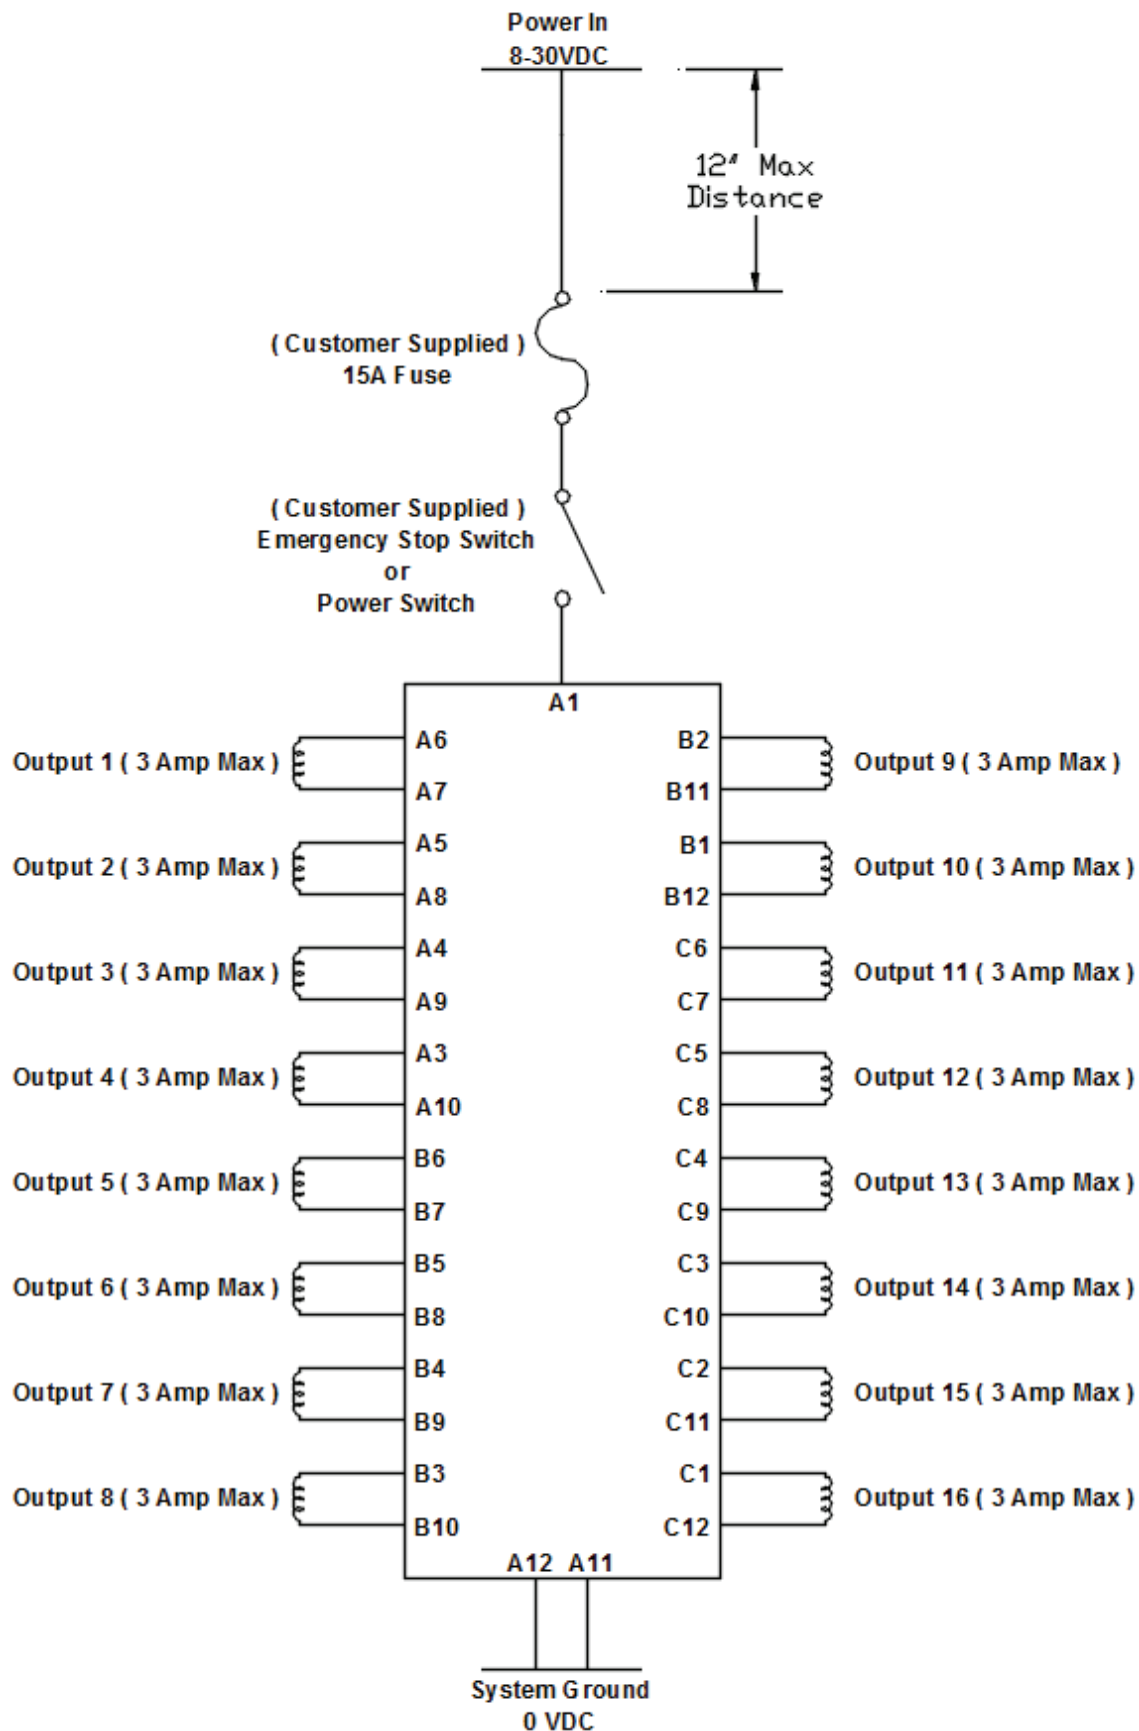 Power In
8-30VDC
12" Max
Distance
( Customer Supplied )
15A Fuse
( Customer Supplied )
Emergency Stop Switch
or
Power Switch
A1
Output 1 ( 3 Amp Max )
A6
A7
B2
B11
Output 9 ( 3 Amp Max )
Output 2 ( 3 Amp Max )
A5
A8
B1
B12
Output 10 ( 3 Amp Max )
Output 3 ( 3 Amp Max )
A4
A9
C6
C7
Output 11 ( 3 Amp Max )
Output 4 ( 3 Amp Max )
A3
A10
C5
C8
Output 12 ( 3 Amp Max )
Output 5 ( 3 Amp Max )
B6
B7
C4
C9
Output 13 ( 3 Amp Max )
Output 6 ( 3 Amp Max )
B5
B8
C3
C10
Output 14 ( 3 Amp Max )
Output 7 ( 3 Amp Max )
B4
B9
C2
C11
Output 15 ( 3 Amp Max )
Output 8 ( 3 Amp Max )
B3
B10
C1
C12
Output 16 ( 3 Amp Max )
A12 A11
System Ground
0 VDC